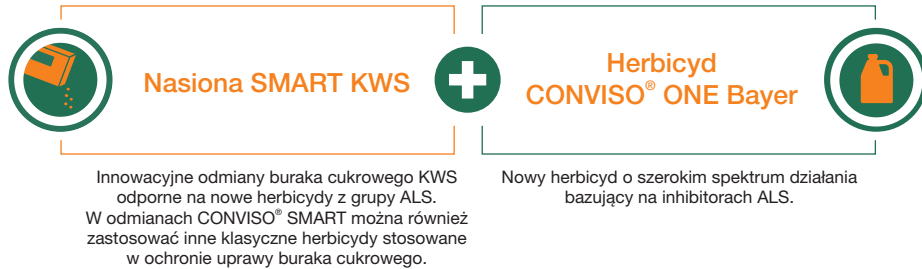 Nasiona SMART KWS
Herbicyd
CONVISO® ONE Bayer
Innowacyjne odmiany buraka cukrowego KWS
odporne na nowe herbicydy z grupy ALS.
W odmianach CONVISO® SMART można również
zastosować inne klasyczne herbicydy stosowane
w ochronie uprawy buraka cukrowego.
Nowy herbicyd o szerokim spektrum działania
bazujący na inhibitorach ALS.